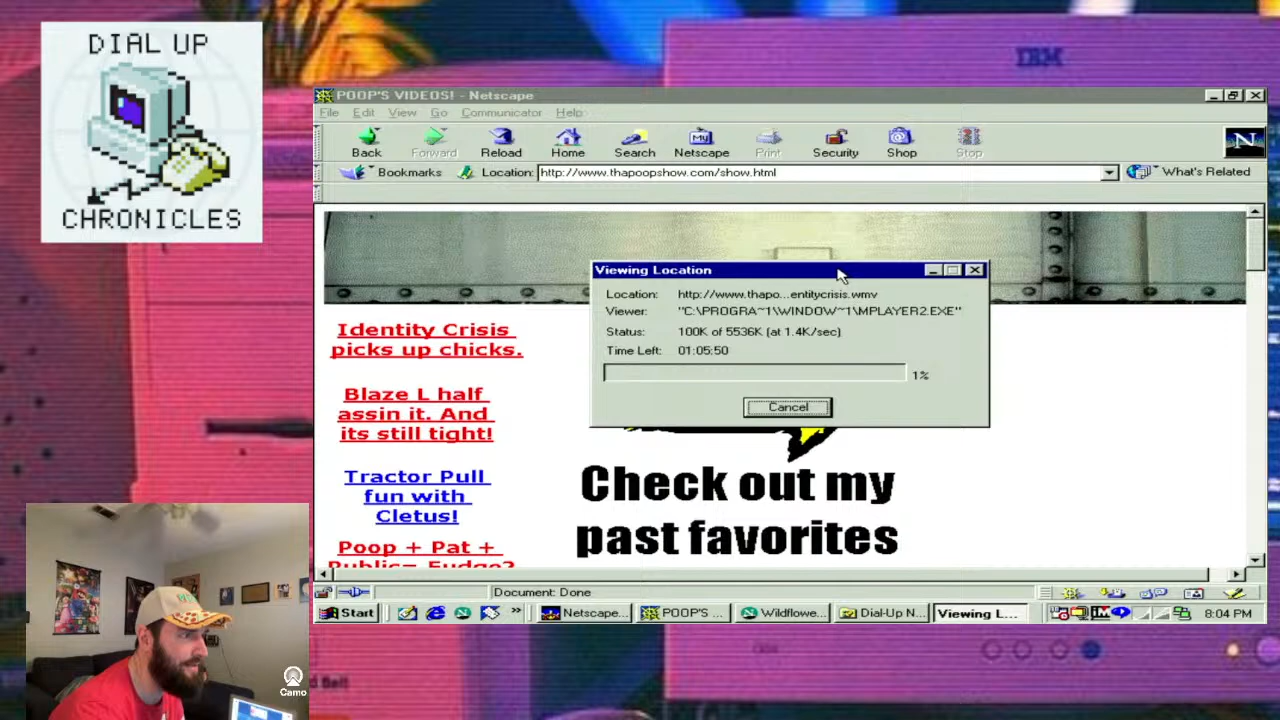 DIAL UP
CHRONICLES
IBM
POOP'S VIDEOS! - Netscape
File Edit View Go Communicator Help
Back Forward Reload Home Search Netscape Print Security Shop Stop
My
N
Bookmarks Location: http://www.thapoopshow.com/show.html What's Related
Viewing Location
Location: http://www.thapo...entitycrisis.wmv
Viewer: "C:\PROGRA~1\WINDOW~1\MPLAYER2.EXE"
Status: 100K of 5536K (at 1.4K/sec)
Time Left: 01:05:50
1%
Cancel
Identity Crisis
picks up chicks.
Blaze L half
assin it. And
its still tight!
Tractor Pull
fun with
Cletus!
Poop + Pat +
Public= Fudge?
Check out my
past favorites
Document: Done
Start Netscape... POOP'S ... Wildflowe... Dial-Up N... Viewing L... 8:04 PM
Camo
Bell